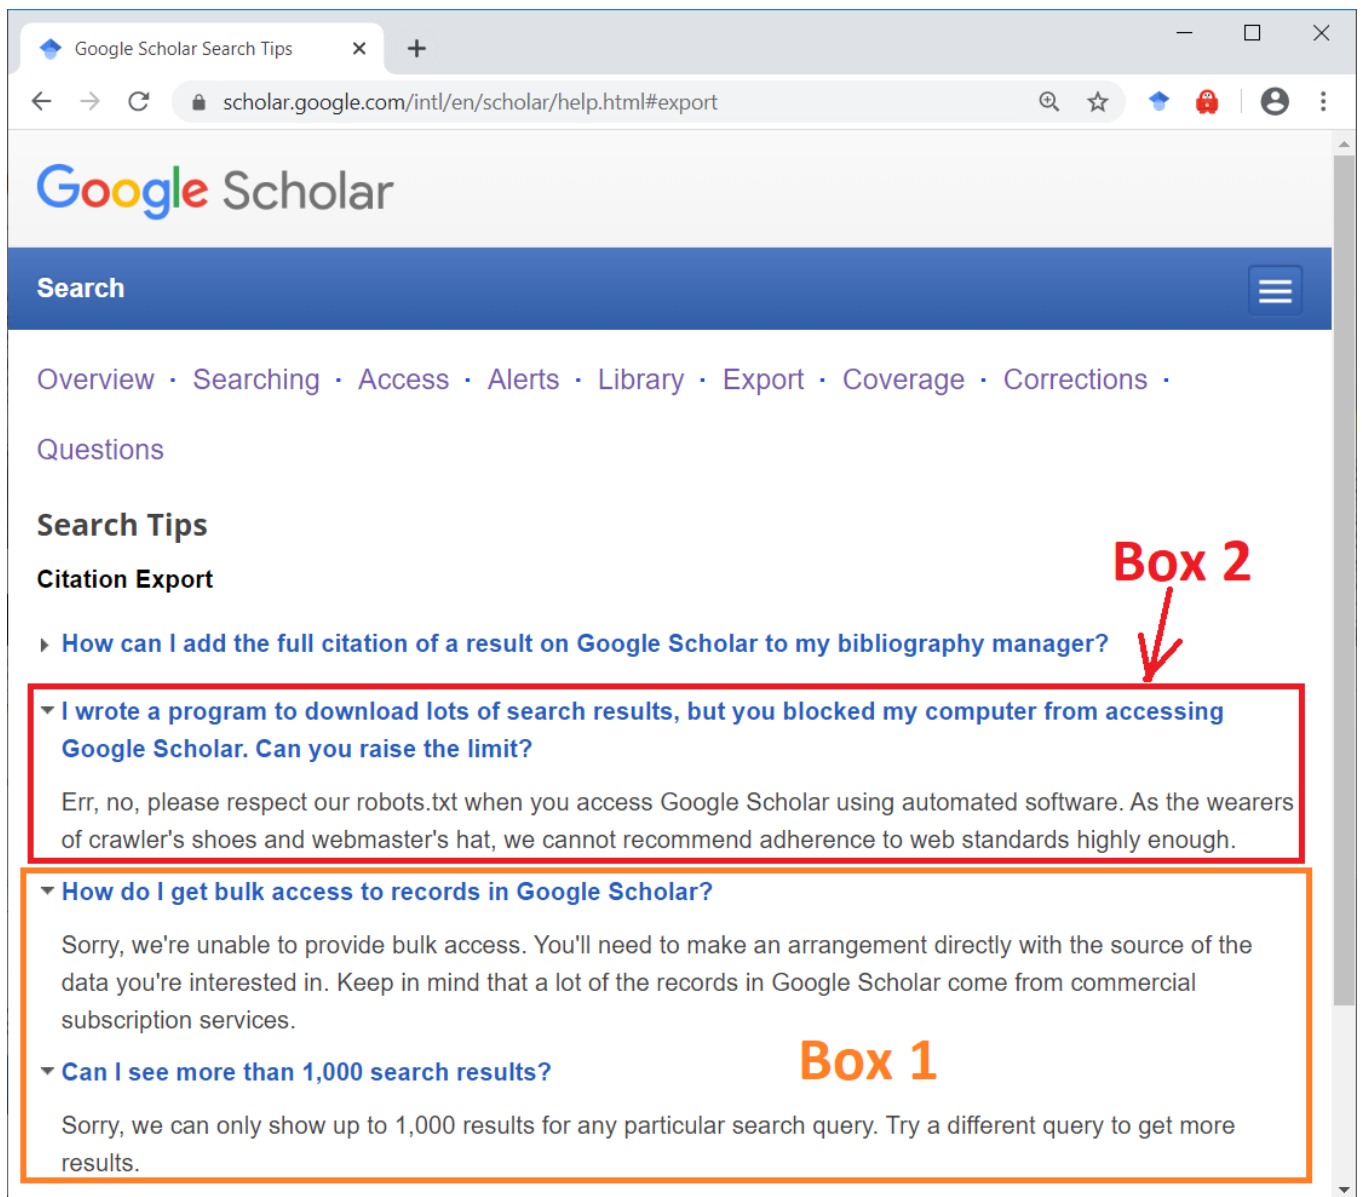 Google Scholar Search Tips
scholar.google.com/intl/en/scholar/help.html#export
Google Scholar
Search
Overview · Searching · Access · Alerts · Library · Export · Coverage · Corrections ·
Questions
Search Tips
Box 2
Citation Export
How can I add the full citation of a result on Google Scholar to my bibliography manager?
I wrote a program to download lots of search results, but you blocked my computer from accessing
Google Scholar. Can you raise the limit?
Err, no, please respect our robots.txt when you access Google Scholar using automated software. As the wearers
of crawler's shoes and webmaster's hat, we cannot recommend adherence to web standards highly enough.
How do I get bulk access to records in Google Scholar?
Sorry, we're unable to provide bulk access. You'll need to make an arrangement directly with the source of the
data you're interested in. Keep in mind that a lot of the records in Google Scholar come from commercial
subscription services.
Box 1
Can I see more than 1,000 search results?
Sorry, we can only show up to 1,000 results for any particular search query. Try a different query to get more
results.